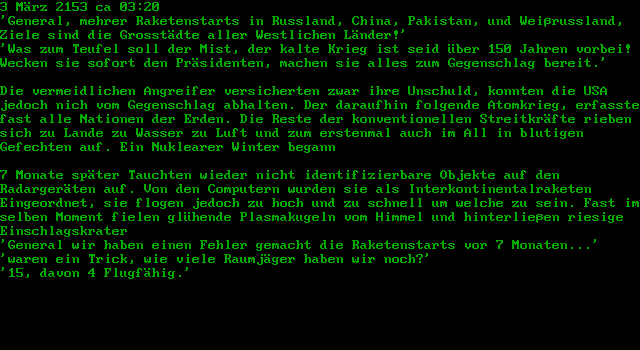 3 März 2153 ca 03:20
'General, mehrer Raketenstarts in Russland, China, Pakistan, und Weißrussland,
Ziele sind die Grosstädte aller Westlichen Länder!'
'Was zum Teufel soll der Mist, der kalte Krieg ist seid über 150 Jahren vorbei!
Wecken sie sofort den Präsidenten, machen sie alles zum Gegenschlag bereit.'
Die vermeidlichen Angreifer versicherten zwar ihre Unschuld, konnten die USA
jedoch nich vom Gegenschlag abhalten. Der daraufhin folgende Atomkrieg, erfasste
fast alle Nationen der Erden. Die Reste der konventionellen Streitkräfte rieben
sich zu Lande zu Wasser zu Luft und zum erstenmal auch im All in blutigen
Gefechten auf. Ein Nuklearer Winter begann
7 Monate später Tauchten wieder nicht identifizierbare Objekte auf den
Radargeräten auf. Von den Computern wurden sie als Interkontinentalraketen
Eingeordnet, sie flogen jedoch zu hoch und zu schnell um welche zu sein. Fast im
selben Moment fielen glühende Plasmakugeln vom Himmel und hinterließen riesige
Einschlagskrater
'General wir haben einen Fehler gemacht die Raketenstarts vor 7 Monaten...'
'waren ein Trick, wie viele Raumjäger haben wir noch?'
'15, davon 4 Flugfähig.'